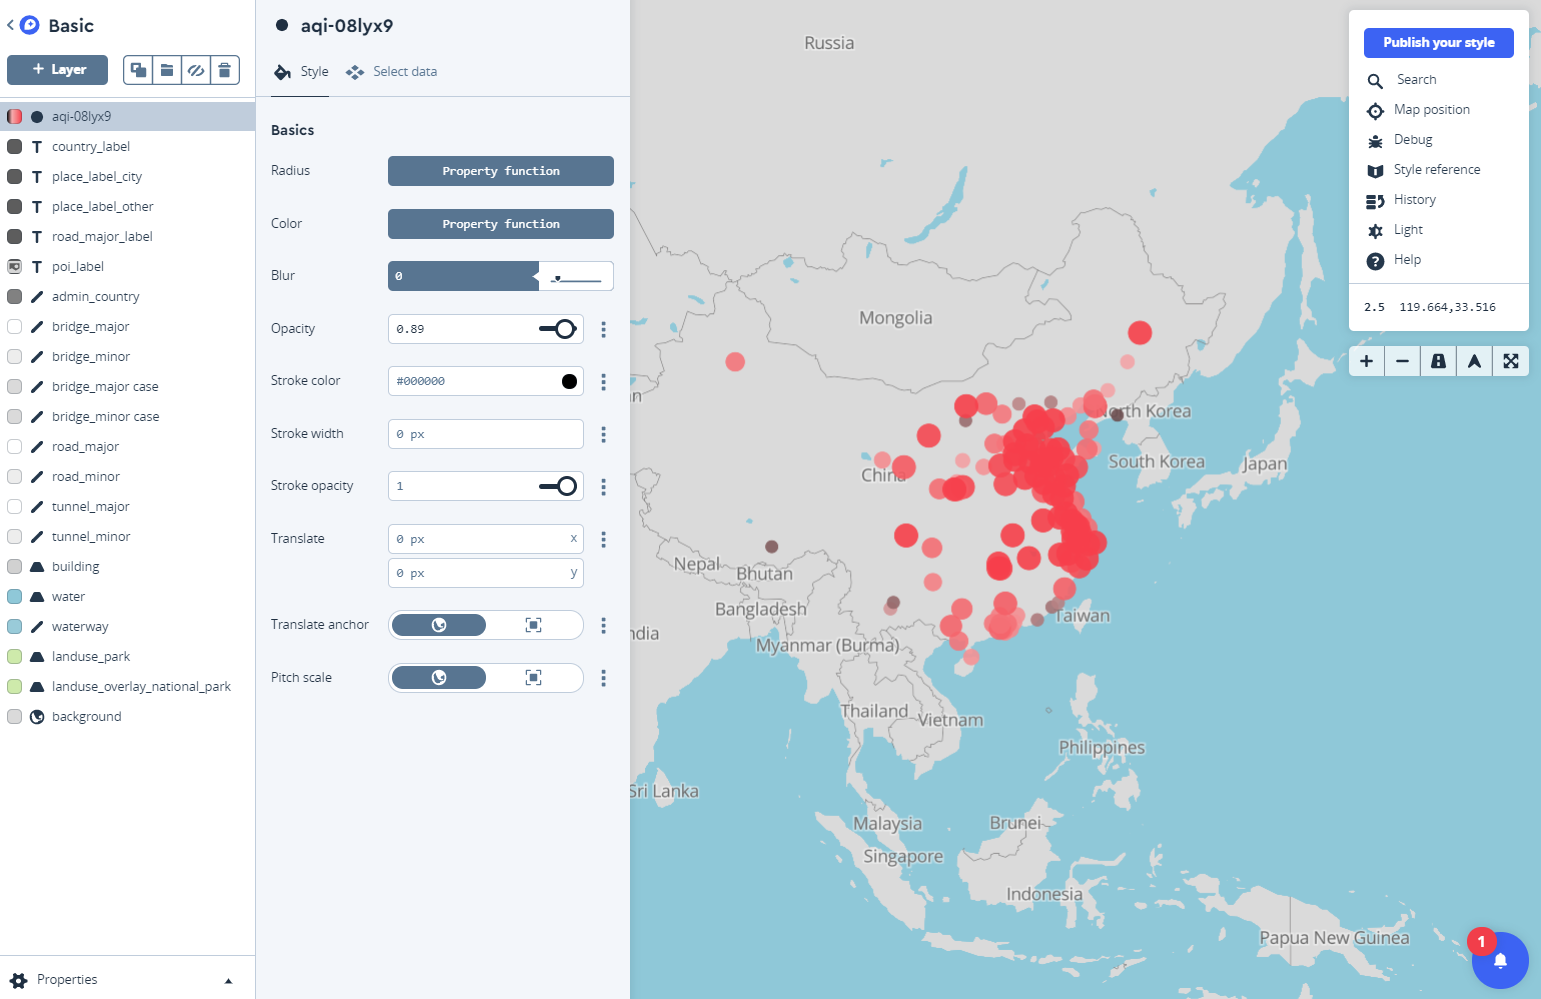 Basic
+ Layer
aqi-08lyx9
country_label
place_label_city
place_label_other
road_major_label
poi_label
admin_country
bridge_major
bridge_minor
bridge_major case
bridge_minor case
road_major
road_minor
tunnel_major
tunnel_minor
building
water
waterway
landuse_park
landuse_overlay_national_park
background
Properties
aqi-08lyx9
Style
Select data
Basics
Radius
Property function
Color
Property function
Blur
0
Opacity
0.89
Stroke color
#000000
Stroke width
0 px
Stroke opacity
1
Translate
0 px x
0 px y
Translate anchor
Pitch scale
Russia
Mongolia
North Korea
South Korea
Japan
China
Nepal
Bhutan
Bangladesh
ndia
Myanmar (Burma)
Taiwan
Thailand
Vietnam
Philippines
Sri Lanka
Malaysia
Brunei
Singapore
Indonesia
Papua New Guinea
Publish your style
Search
Map position
Debug
Style reference
History
Light
Help
2.5 119.664,33.516
1